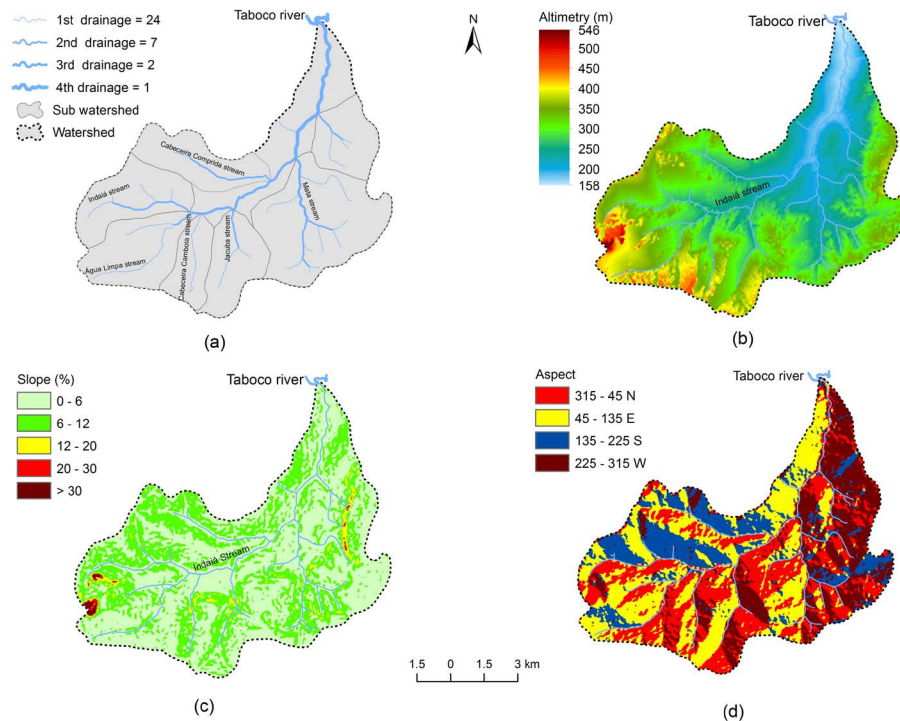 Taboco river
1st drainage = 24
2nd drainage = 7
3rd drainage = 2
4th drainage = 1
Sub watershed
Watershed
Cabeceira Comprida stream
Indaiá stream
Mata stream
Jacuba stream
Cabeceira Camboia stream
Água Limpa stream
(a)
N
Altimetry (m)
546
500
450
400
350
300
250
200
158
Taboco river
Indaiá stream
(b)
Slope (%)
0 - 6
6 - 12
12 - 20
20 - 30
> 30
Taboco river
Indaiá Stream
(c)
1.5 0 1.5 3 km
Aspect
315 - 45 N
45 - 135 E
135 - 225 S
225 - 315 W
Taboco river
(d)